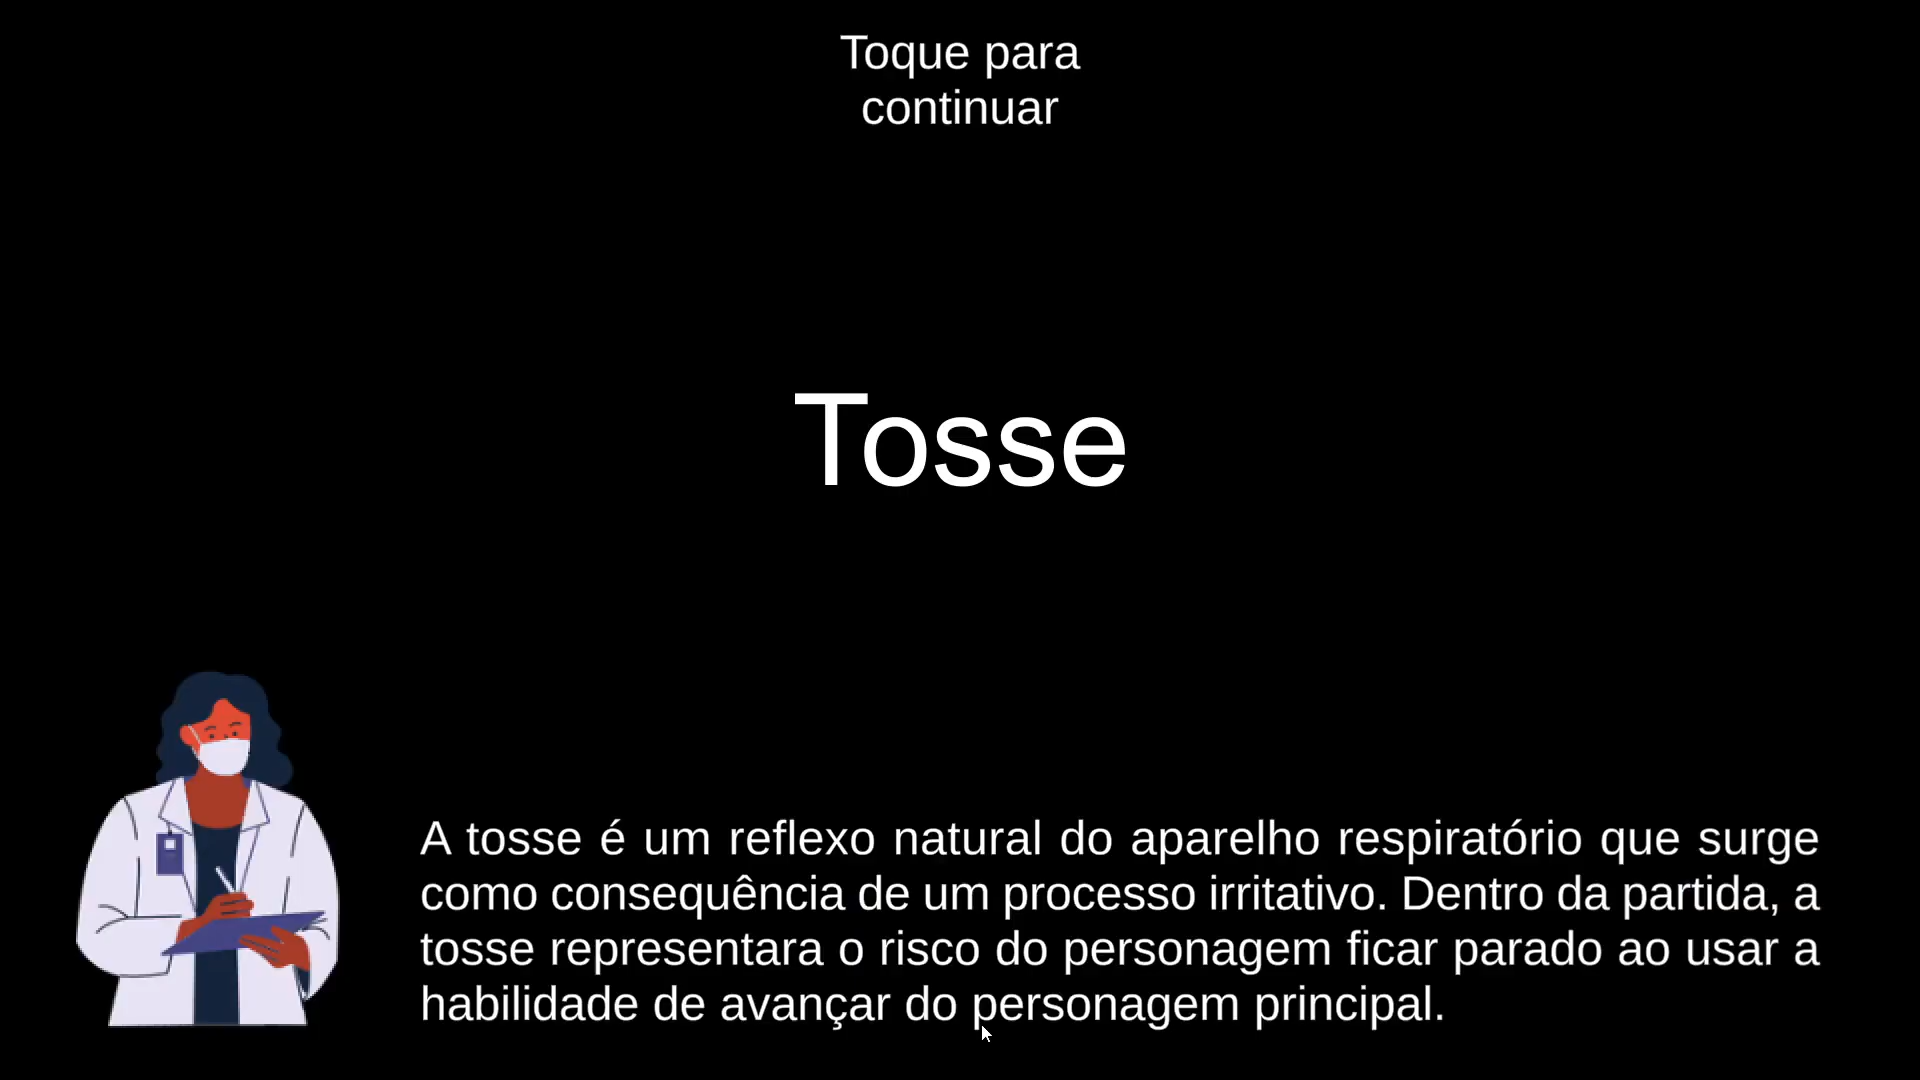 Toque para
continuar
Tosse
A tosse é um reflexo natural do aparelho respiratório que surge
como consequência de um processo irritativo. Dentro da partida, a
tosse representara o risco do personagem ficar parado ao usar a
habilidade de avançar do personagem principal.